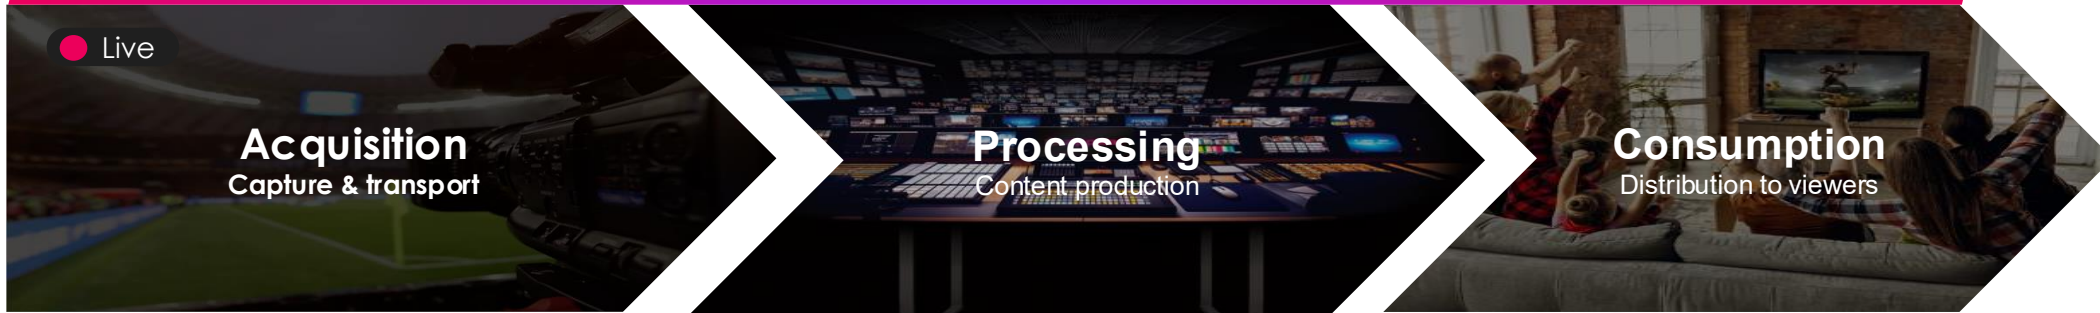 Live
Acquisition
Capture & transport
Processing
Content production
Consumption
Distribution to viewers